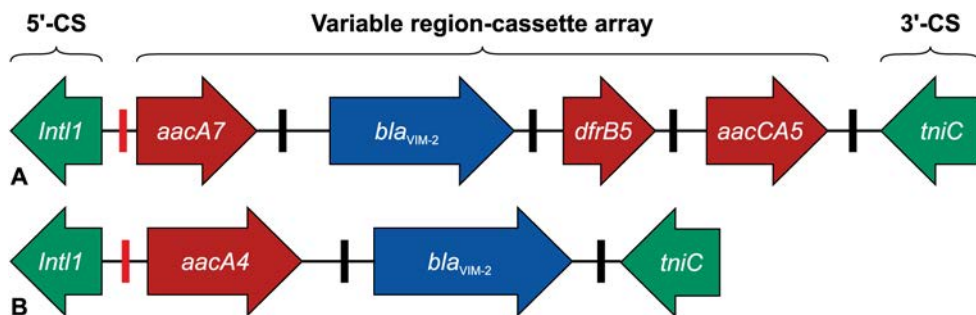 5'-CS Variable region-cassette array 3'-CS
IntI1 aacA7 blaVIM-2 dfrB5 aacCA5 tniC
A
IntI1 aacA4 blaVIM-2 tniC
B